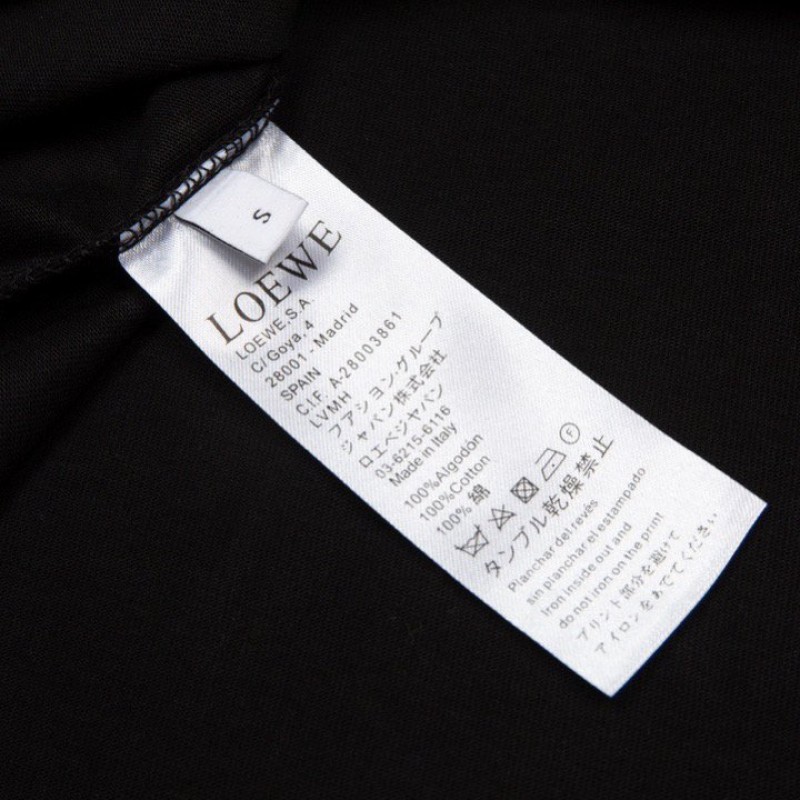 S
LOEWE
LOEWE.S.A.
C/ Goya, 4
28001 - Madrid
SPAIN
C.I.F. A-28003861
LVMH
フアション·グループ
ジャパン株式会社
ロエベジャパン
03-6215-6116
Made in Italy
100%Algodón
100%Cotton
100% 綿
F
タンブル乾燥禁止
Planchar del revés
sin planchar el estampado
Iron inside out and
do not iron on the print
プリント部分を避けて
アイロンをあててください